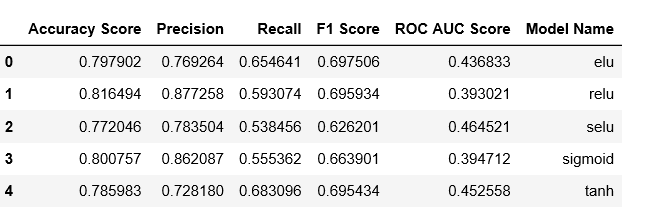 Accuracy Score Precision Recall F1 Score ROC AUC Score Model Name
0 0.797902 0.769264 0.654641 0.697506 0.436833 elu
1 0.816494 0.877258 0.593074 0.695934 0.393021 relu
2 0.772046 0.783504 0.538456 0.626201 0.464521 selu
3 0.800757 0.862087 0.555362 0.663901 0.394712 sigmoid
4 0.785983 0.728180 0.683096 0.695434 0.452558 tanh